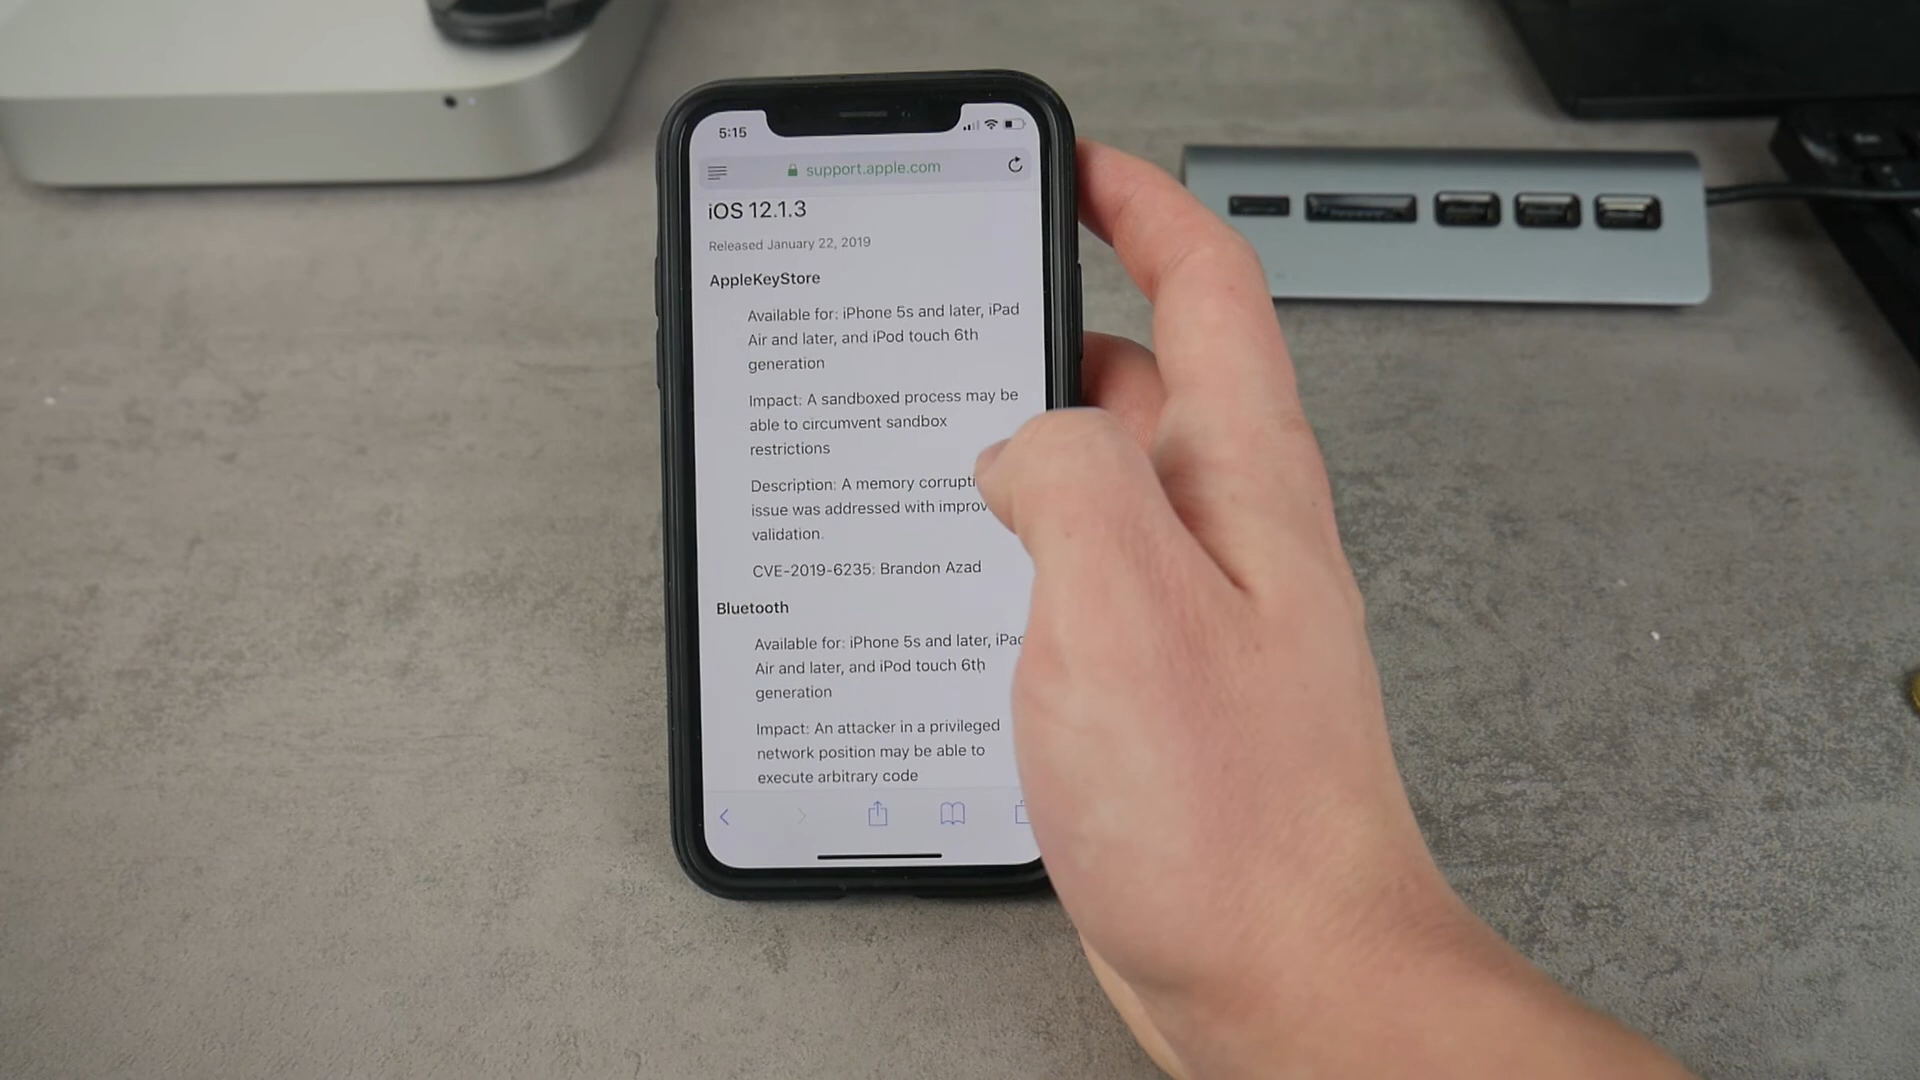 5:15
support.apple.com
iOS 12.1.3
Released January 22, 2019
AppleKeyStore
Available for: iPhone 5s and later, iPad
Air and later, and iPod touch 6th
generation
Impact: A sandboxed process may be
able to circumvent sandbox
restrictions
Description: A memory corrupti
issue was addressed with improv
validation.
CVE-2019-6235: Brandon Azad
Bluetooth
Available for: iPhone 5s and later, iPad
Air and later, and iPod touch 6th
generation
Impact: An attacker in a privileged
network position may be able to
execute arbitrary code